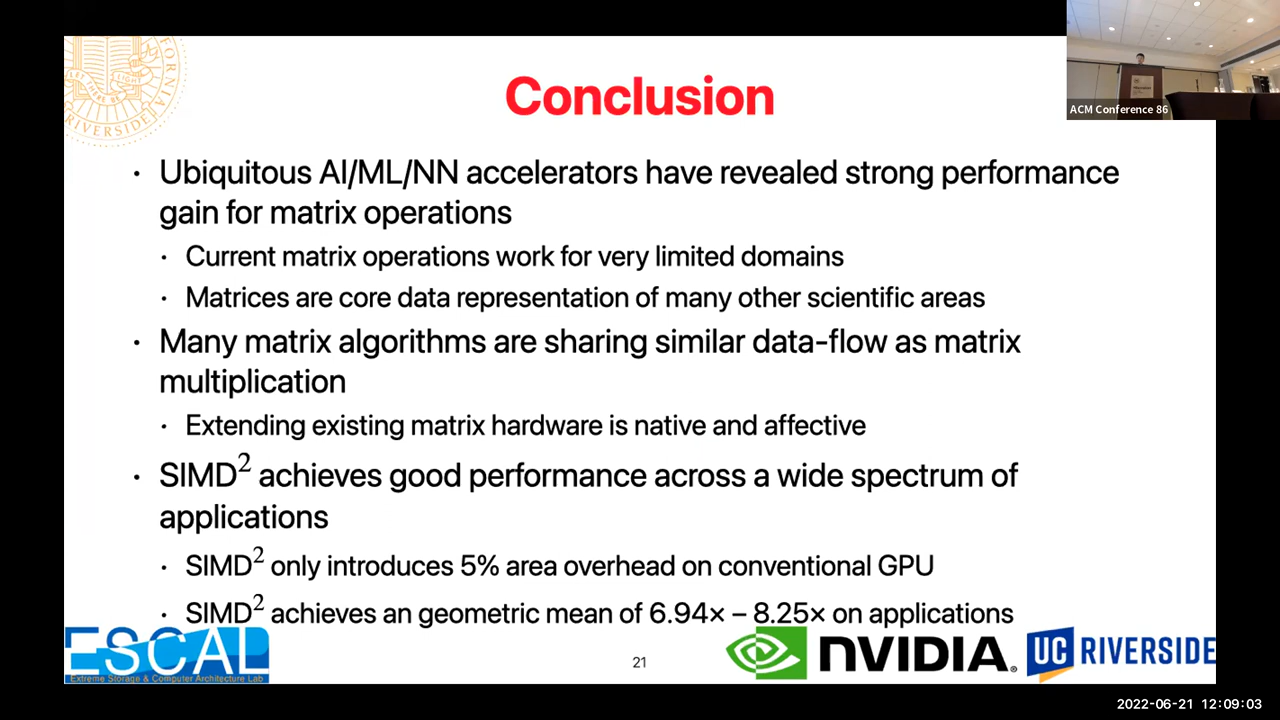 ACM Conference 86
LET THERE BE LIGHT
RIVERSIDE
Conclusion
• Ubiquitous AI/ML/NN accelerators have revealed strong performance
gain for matrix operations
• Current matrix operations work for very limited domains
• Matrices are core data representation of many other scientific areas
• Many matrix algorithms are sharing similar data-flow as matrix
multiplication
• Extending existing matrix hardware is native and affective
• SIMD² achieves good performance across a wide spectrum of
applications
• SIMD² only introduces 5% area overhead on conventional GPU
• SIMD² achieves an geometric mean of 6.94× – 8.25× on applications
ESCAL
Extreme Storage & Computer Architecture Lab
21
NVIDIA.
UC RIVERSIDE
2022-06-21 12:09:03